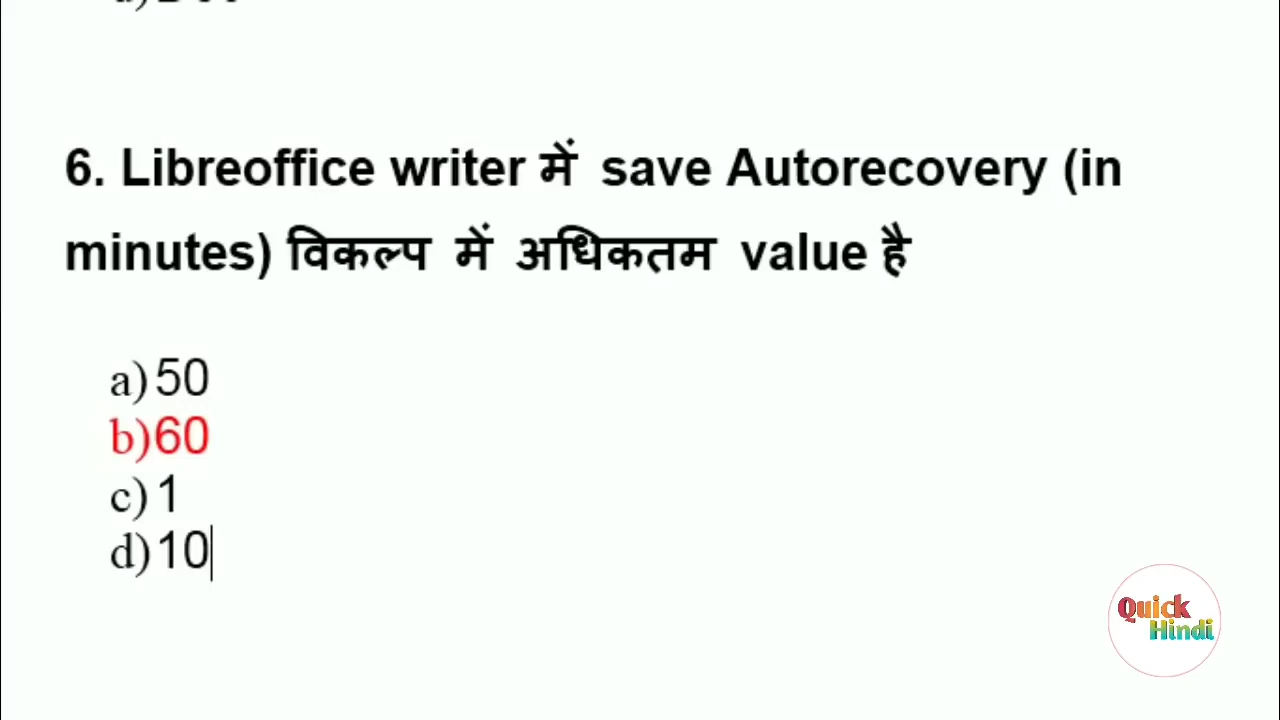 6. Libreoffice writer में save Autorecovery (in
minutes) विकल्प में अधिकतम value है
a) 50
b)60
c) 1
d)10
Quick
Hindi